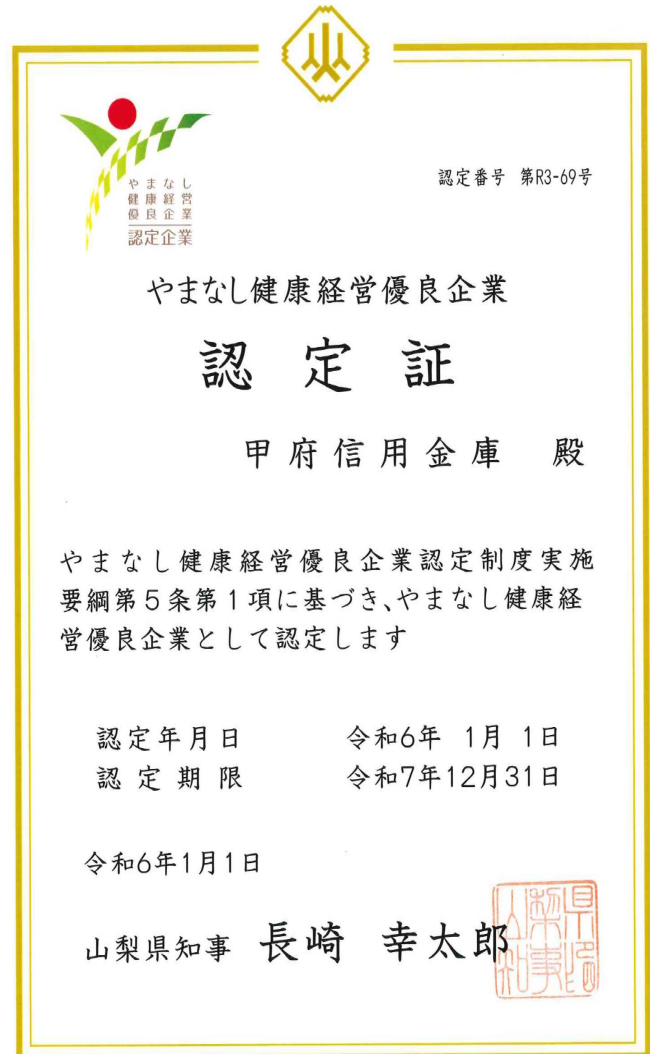 やまなし
健康経営
優良企業
認定企業
認定番号 第R3-69号
やまなし健康経営優良企業
認定証
甲府信用金庫 殿
やまなし健康経営優良企業認定制度実施
要綱第5条第1項に基づき、やまなし健康経
営優良企業として認定します
認定年月日 令和6年 1月 1日
認定期限 令和7年12月31日
令和6年1月1日
山梨県知事 長崎 幸太郎
山梨県知事印